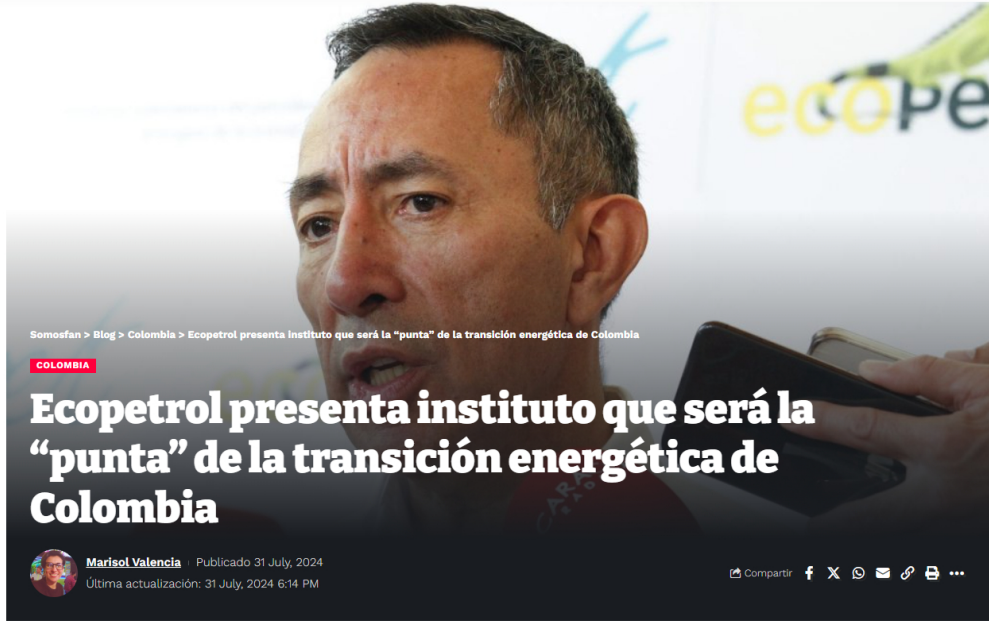 ecoPe
Somosfan > Blog > Colombia > Ecopetrol presenta instituto que será la “punta” de la transición energética de Colombia
COLOMBIA
Ecopetrol presenta instituto que será la
“punta” de la transición energética de
Colombia
Marisol Valencia Publicado 31 July, 2024
Última actualización: 31 July, 2024 6:14 PM
Compartir